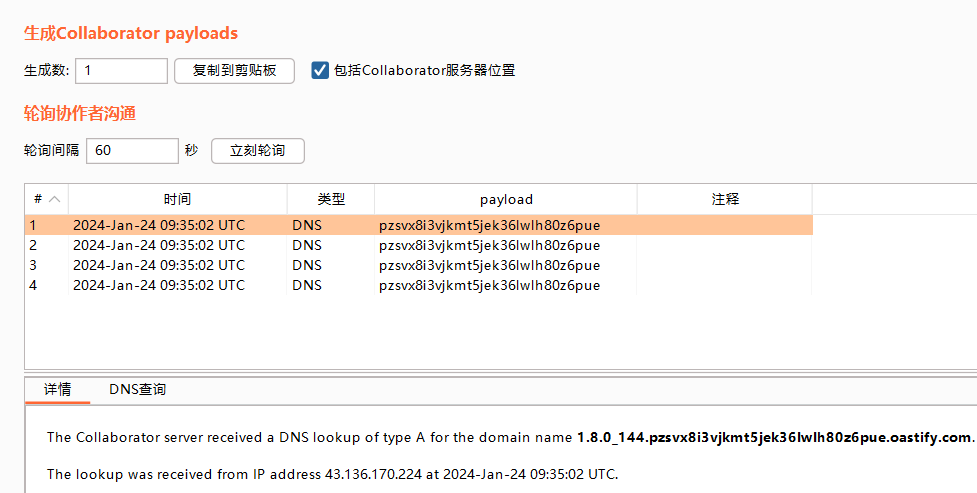 生成Collaborator payloads
生成数: 1 复制到剪贴板 包括Collaborator服务器位置
轮询协作者沟通
轮询间隔 60 秒 立刻轮询
# 时间 类型 payload 注释
1 2024-Jan-24 09:35:02 UTC DNS pzsvx8i3vjkmt5jek36lwlh80z6pue
2 2024-Jan-24 09:35:02 UTC DNS pzsvx8i3vjkmt5jek36lwlh80z6pue
3 2024-Jan-24 09:35:02 UTC DNS pzsvx8i3vjkmt5jek36lwlh80z6pue
4 2024-Jan-24 09:35:02 UTC DNS pzsvx8i3vjkmt5jek36lwlh80z6pue
详情 DNS查询
The Collaborator server received a DNS lookup of type A for the domain name 1.8.0_144.pzsvx8i3vjkmt5jek36lwlh80z6pue.oastify.com.
The lookup was received from IP address 43.136.170.224 at 2024-Jan-24 09:35:02 UTC.